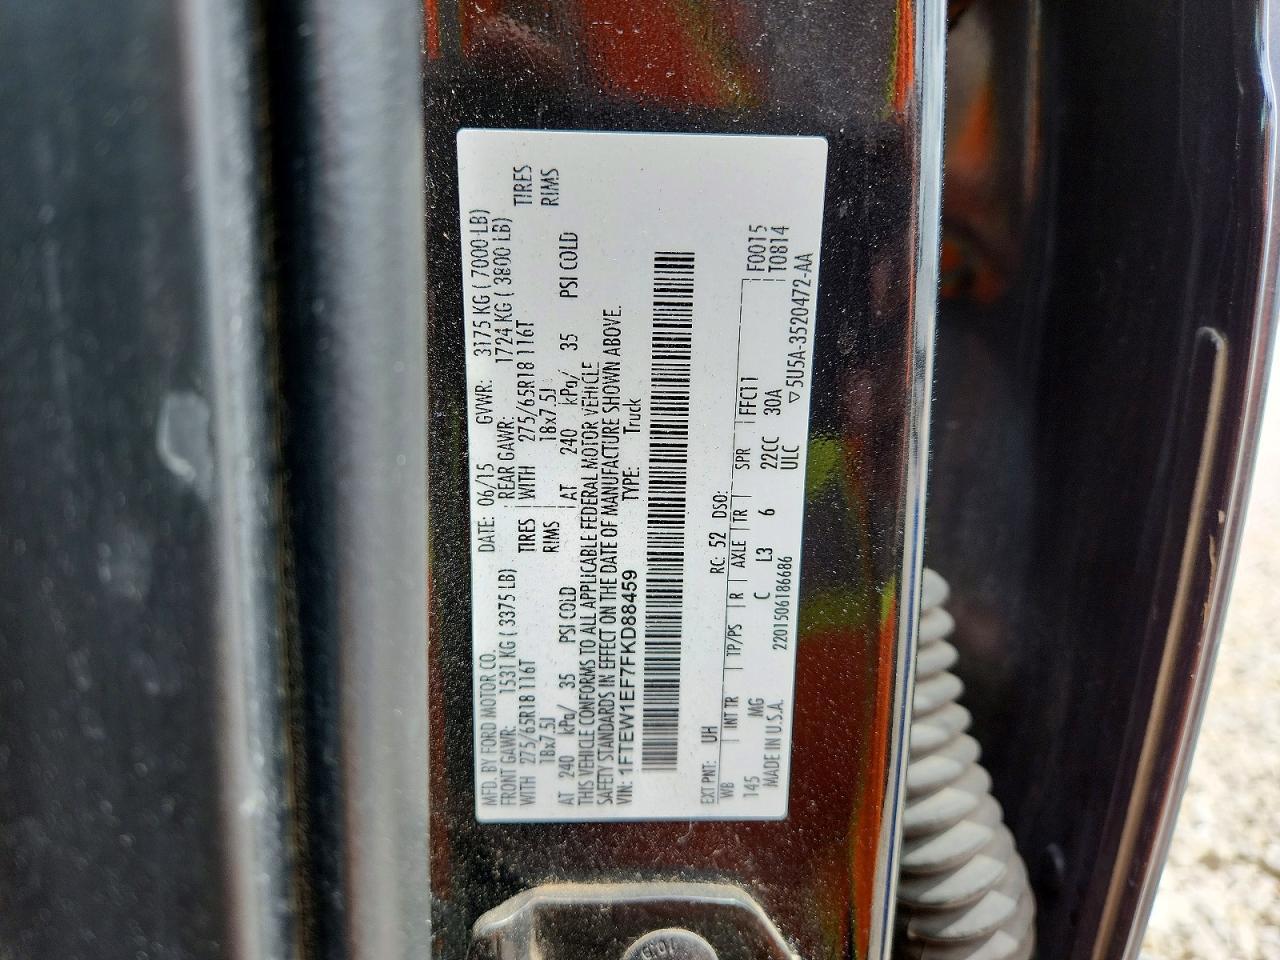 MFD. BY FORD MOTOR CO. DATE: 06/15 GVWR: 3175 KG ( 7000 LB)
FRONT GAWR: 1531 KG ( 3375 LB) REAR GAWR: 1724 KG ( 3800 LB)
WITH 275/65R18 116T TIRES WITH 275/65R18 116T TIRES
18x7.5J RIMS 18x7.5J RIMS
AT 240 kPa/ 35 PSI COLD AT 240 kPa/ 35 PSI COLD
THIS VEHICLE CONFORMS TO ALL APPLICABLE FEDERAL MOTOR VEHICLE
SAFETY STANDARDS IN EFFECT ON THE DATE OF MANUFACTURE SHOWN ABOVE.
VIN: 1FTEW1EF7FKD88459 TYPE: Truck
EXT PNT: UH RC: 52 DSO:
WB INT TR TP/PS R AXLE TR SPR FFC11 F0015
145 MG C L3 6 22CC 30A T0814
MADE IN U.S.A. 2201506186686 ULC ▽5U5A-3520472-AA